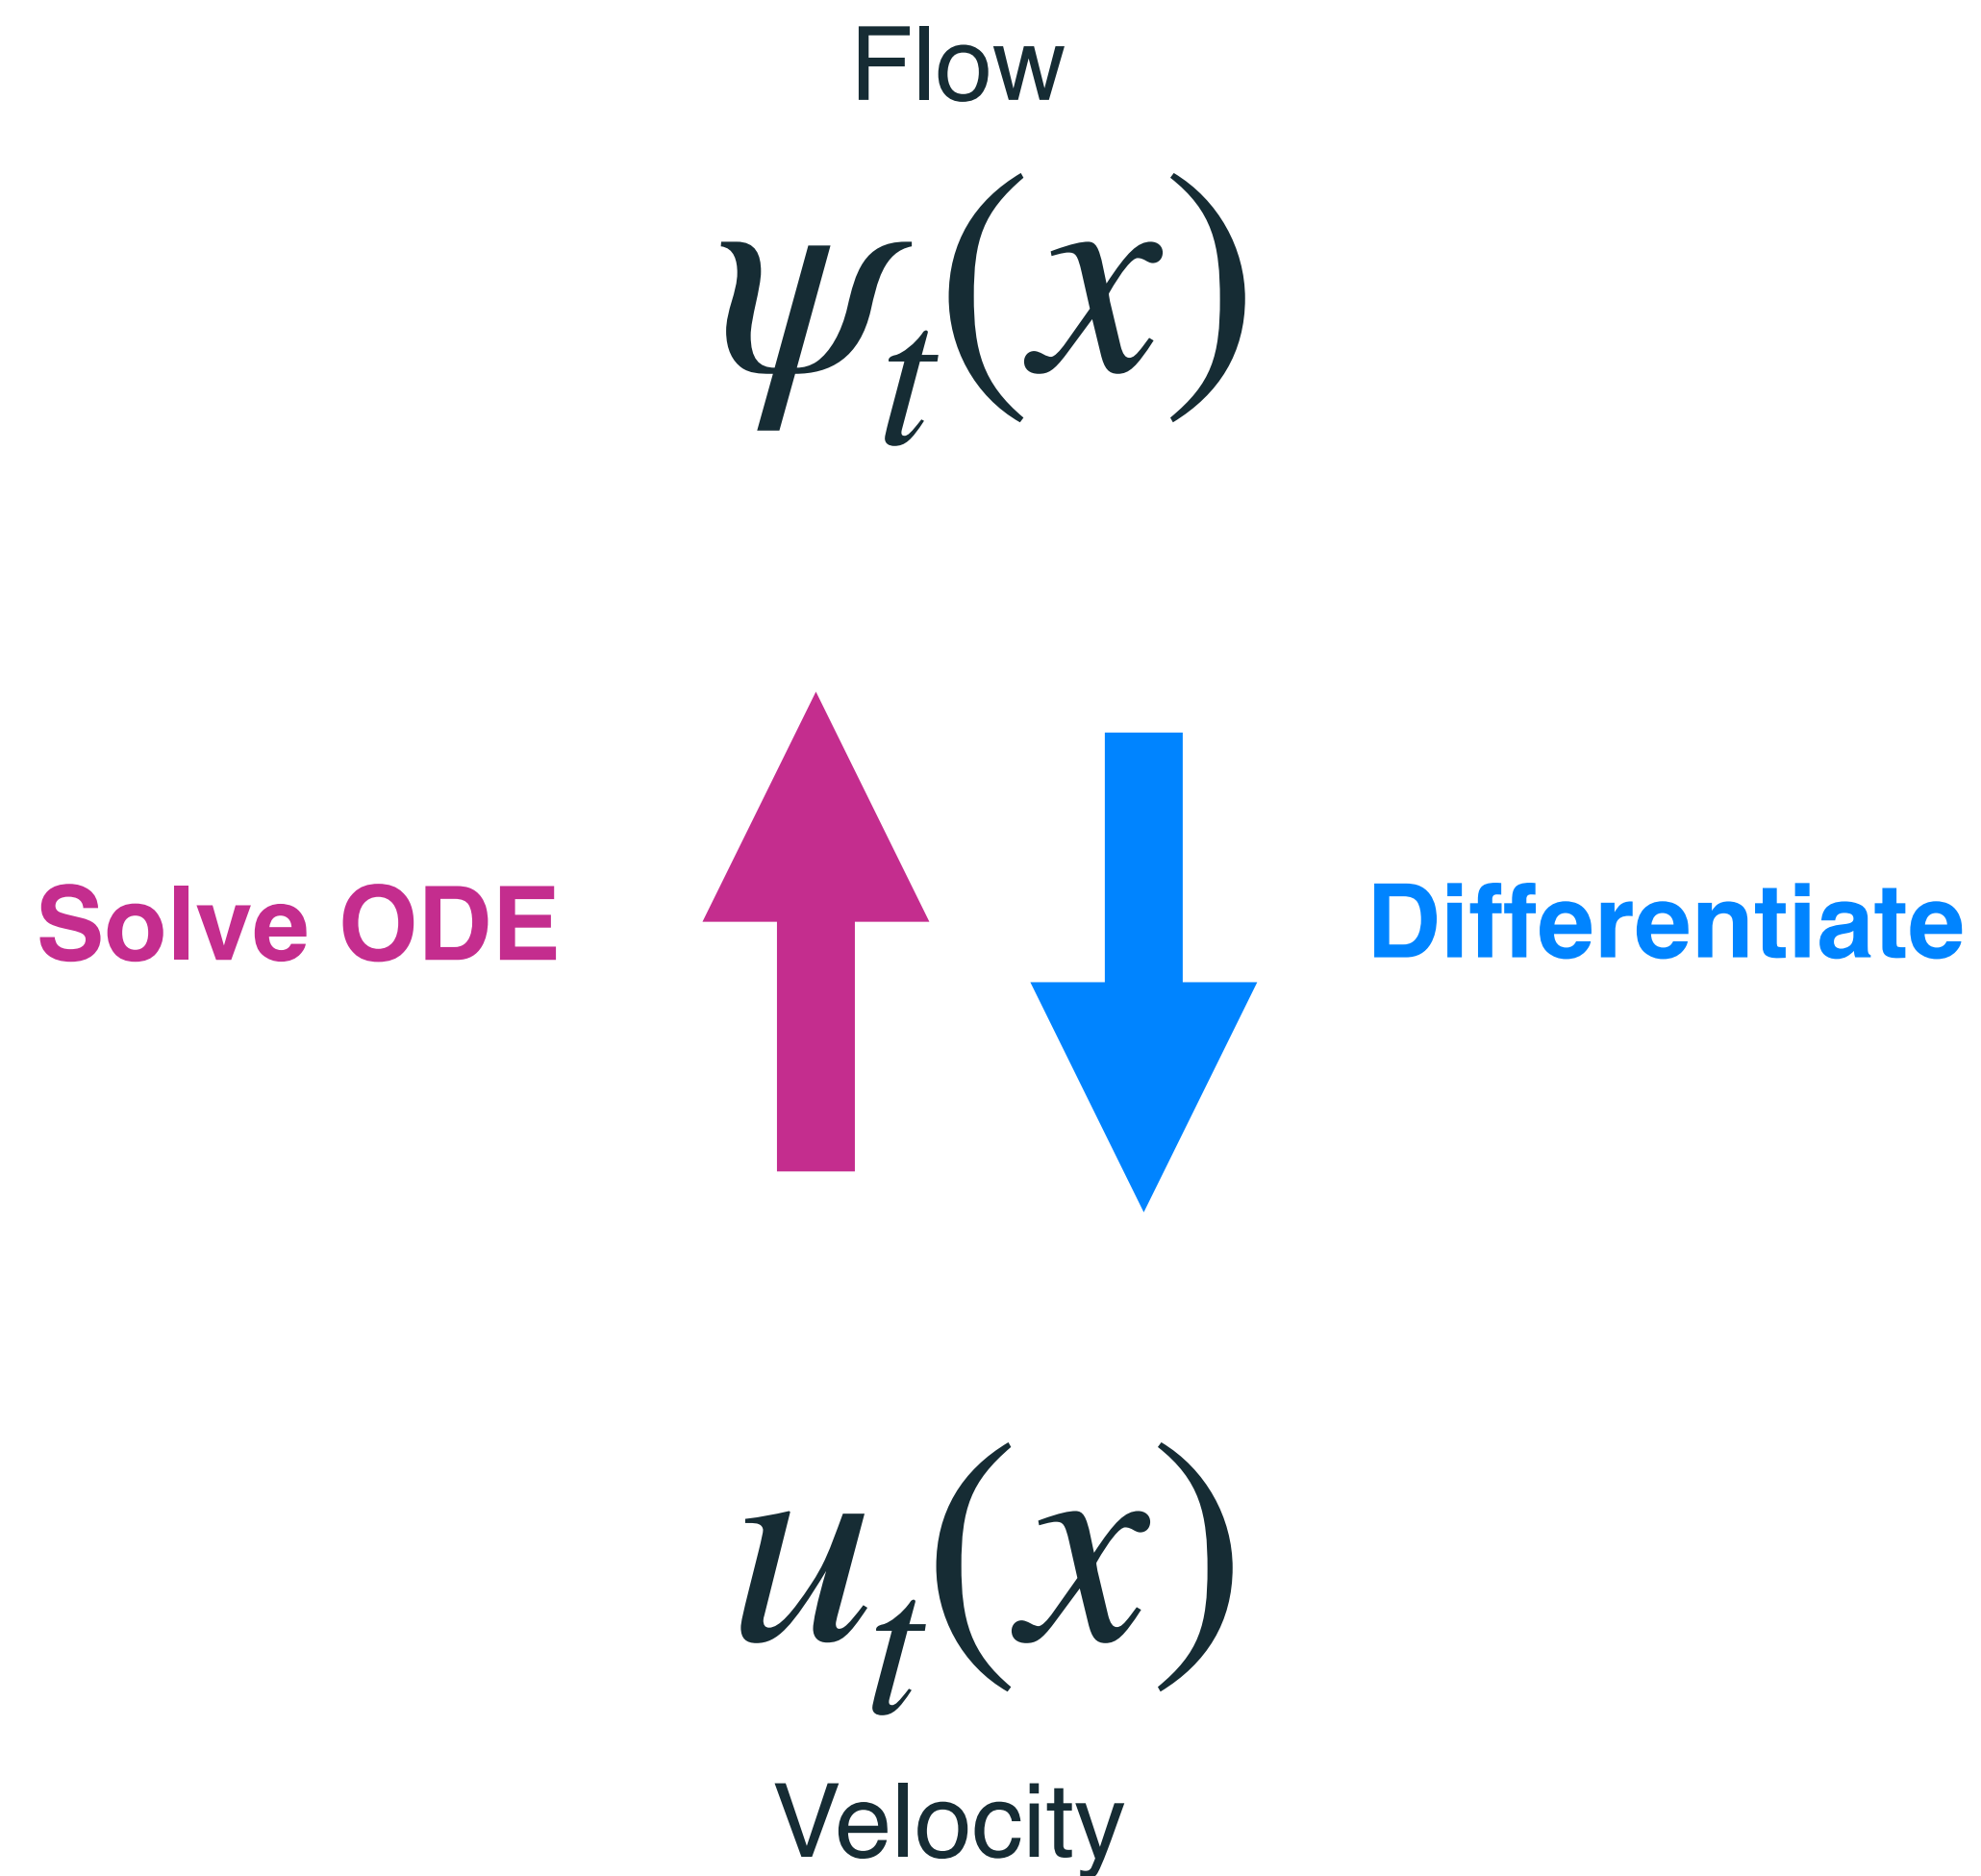 Flow
ψₜ(x)
Solve ODE
Differentiate
uₜ(x)
Velocity